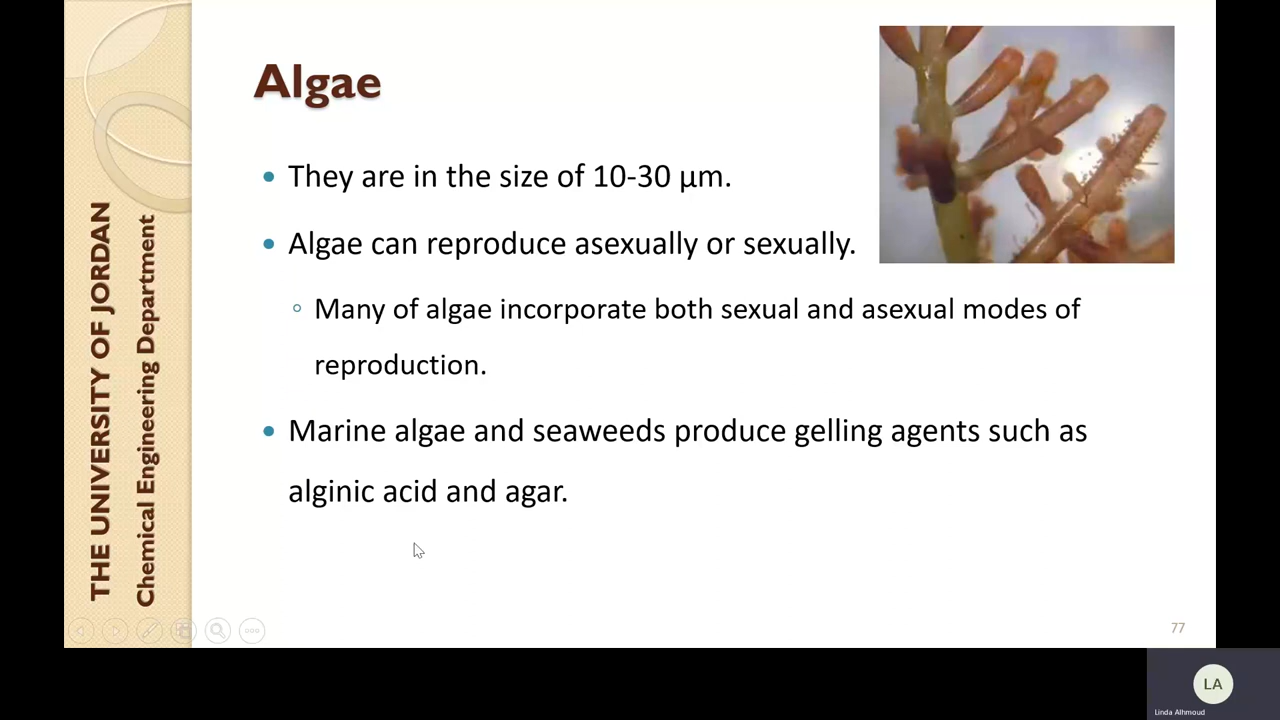 THE UNIVERSITY OF JORDAN
Chemical Engineering Department
Algae
• They are in the size of 10-30 µm.
• Algae can reproduce asexually or sexually.
◦ Many of algae incorporate both sexual and asexual modes of
reproduction.
• Marine algae and seaweeds produce gelling agents such as
alginic acid and agar.
77
LA
Linda Alhmoud